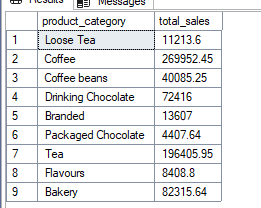 Results Messages
product_category total_sales
1 Loose Tea 11213.6
2 Coffee 269952.45
3 Coffee beans 40085.25
4 Drinking Chocolate 72416
5 Branded 13607
6 Packaged Chocolate 4407.64
7 Tea 196405.95
8 Flavours 8408.8
9 Bakery 82315.64